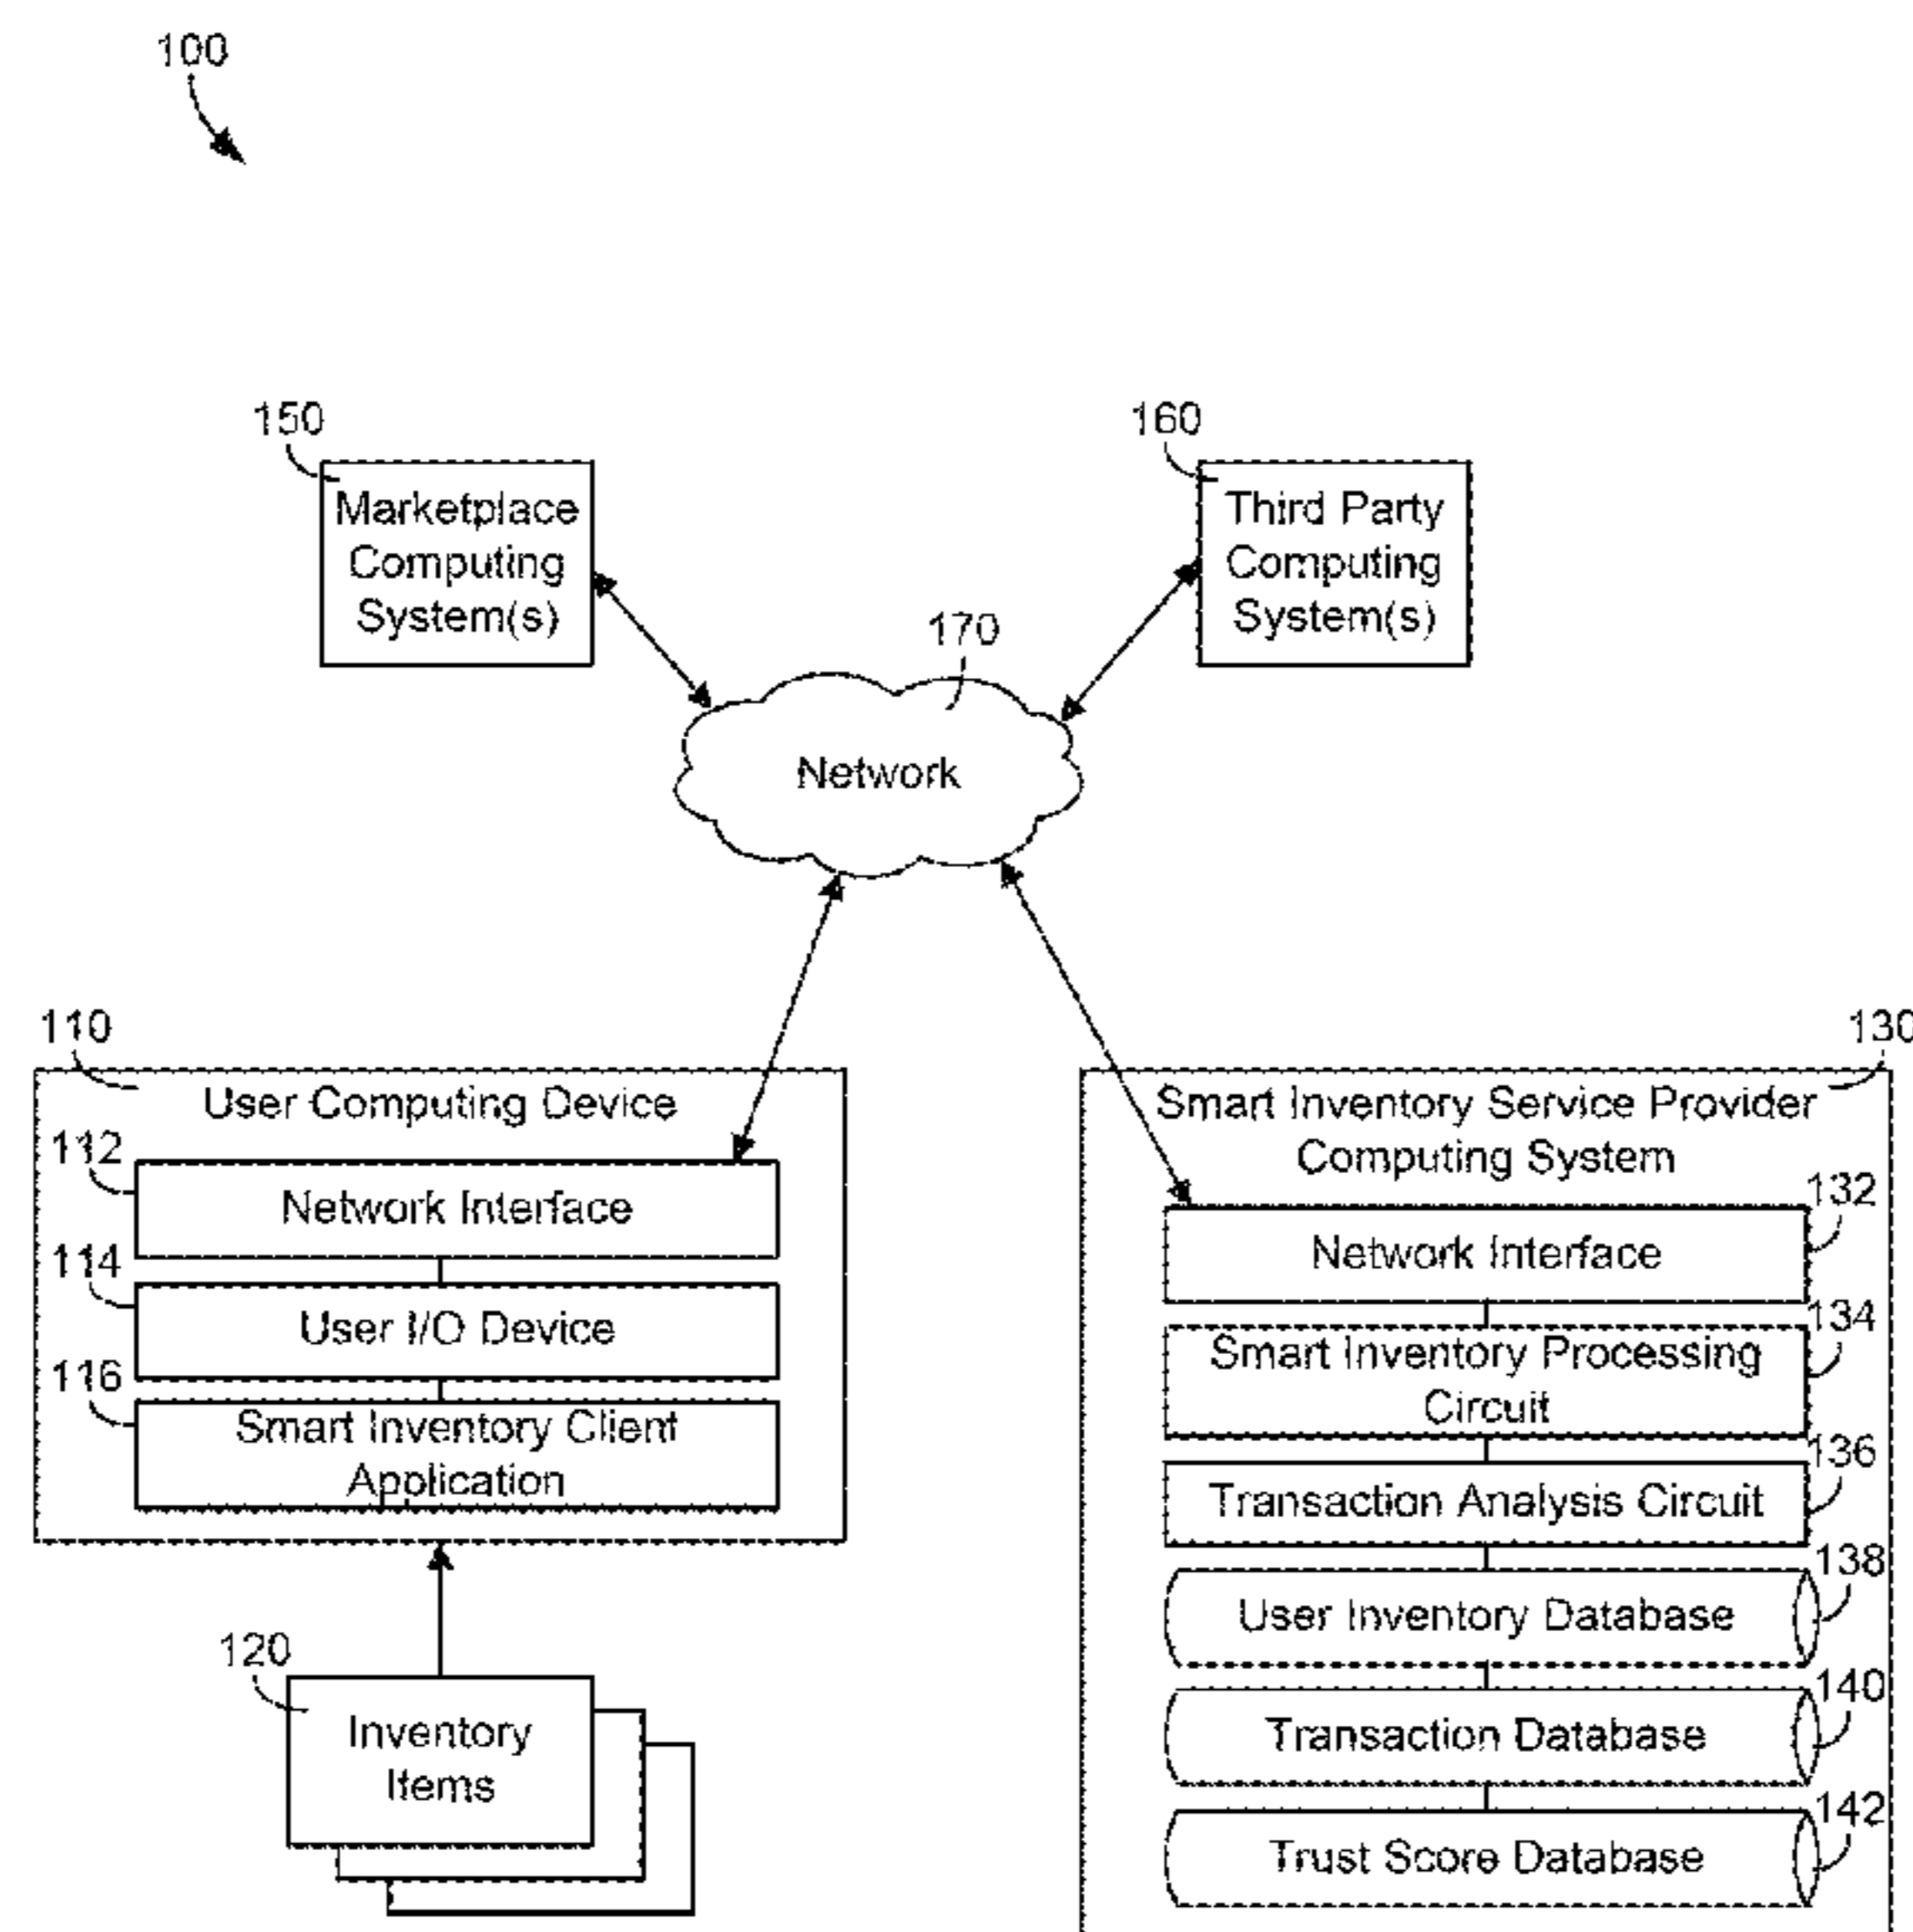 100
150
160
Marketplace
Computing
System(s)
Third Party
Computing
System(s)
170
Network
110
130
User Computing Device
112
Network Interface
114
User I/O Device
116
Smart Inventory Client
Application
120
Inventory
Items
Smart Inventory Service Provider
Computing System
132
Network Interface
134
Smart Inventory Processing
Circuit
136
Transaction Analysis Circuit
138
User Inventory Database
140
Transaction Database
142
Trust Score Database